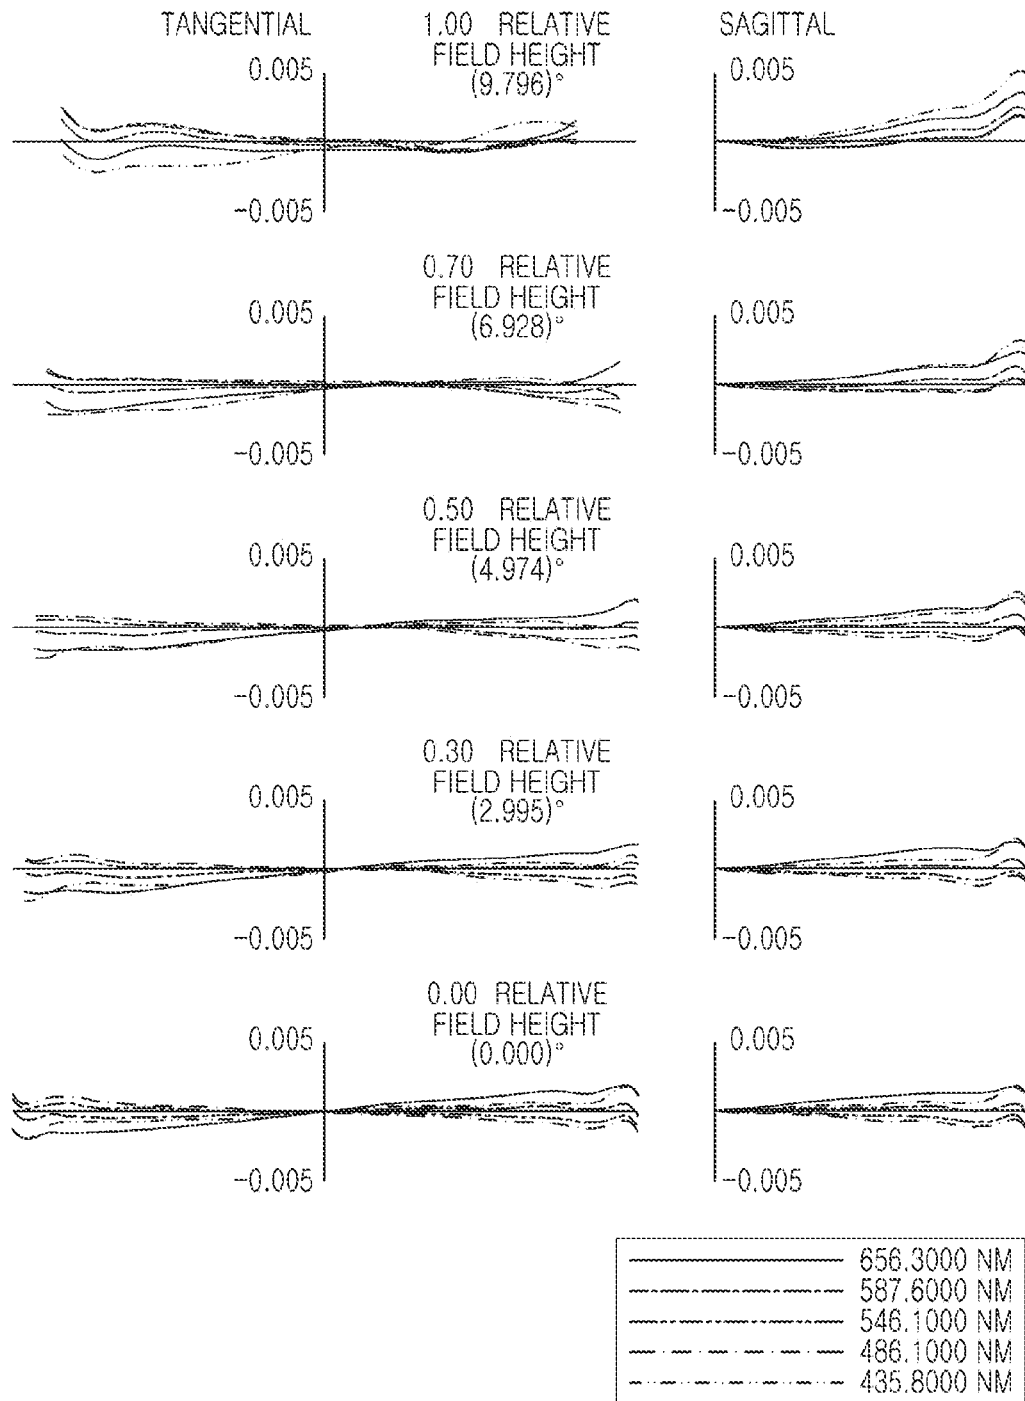 TANGENTIAL
1.00 RELATIVE
FIELD HEIGHT
(9.796)°
SAGITTAL
0.005
-0.005
0.005
-0.005
0.70 RELATIVE
FIELD HEIGHT
(6.928)°
0.005
-0.005
0.005
-0.005
0.50 RELATIVE
FIELD HEIGHT
(4.974)°
0.005
-0.005
0.005
-0.005
0.30 RELATIVE
FIELD HEIGHT
(2.995)°
0.005
-0.005
0.005
-0.005
0.00 RELATIVE
FIELD HEIGHT
(0.000)°
0.005
-0.005
0.005
-0.005
656.3000 NM
587.6000 NM
546.1000 NM
486.1000 NM
435.8000 NM